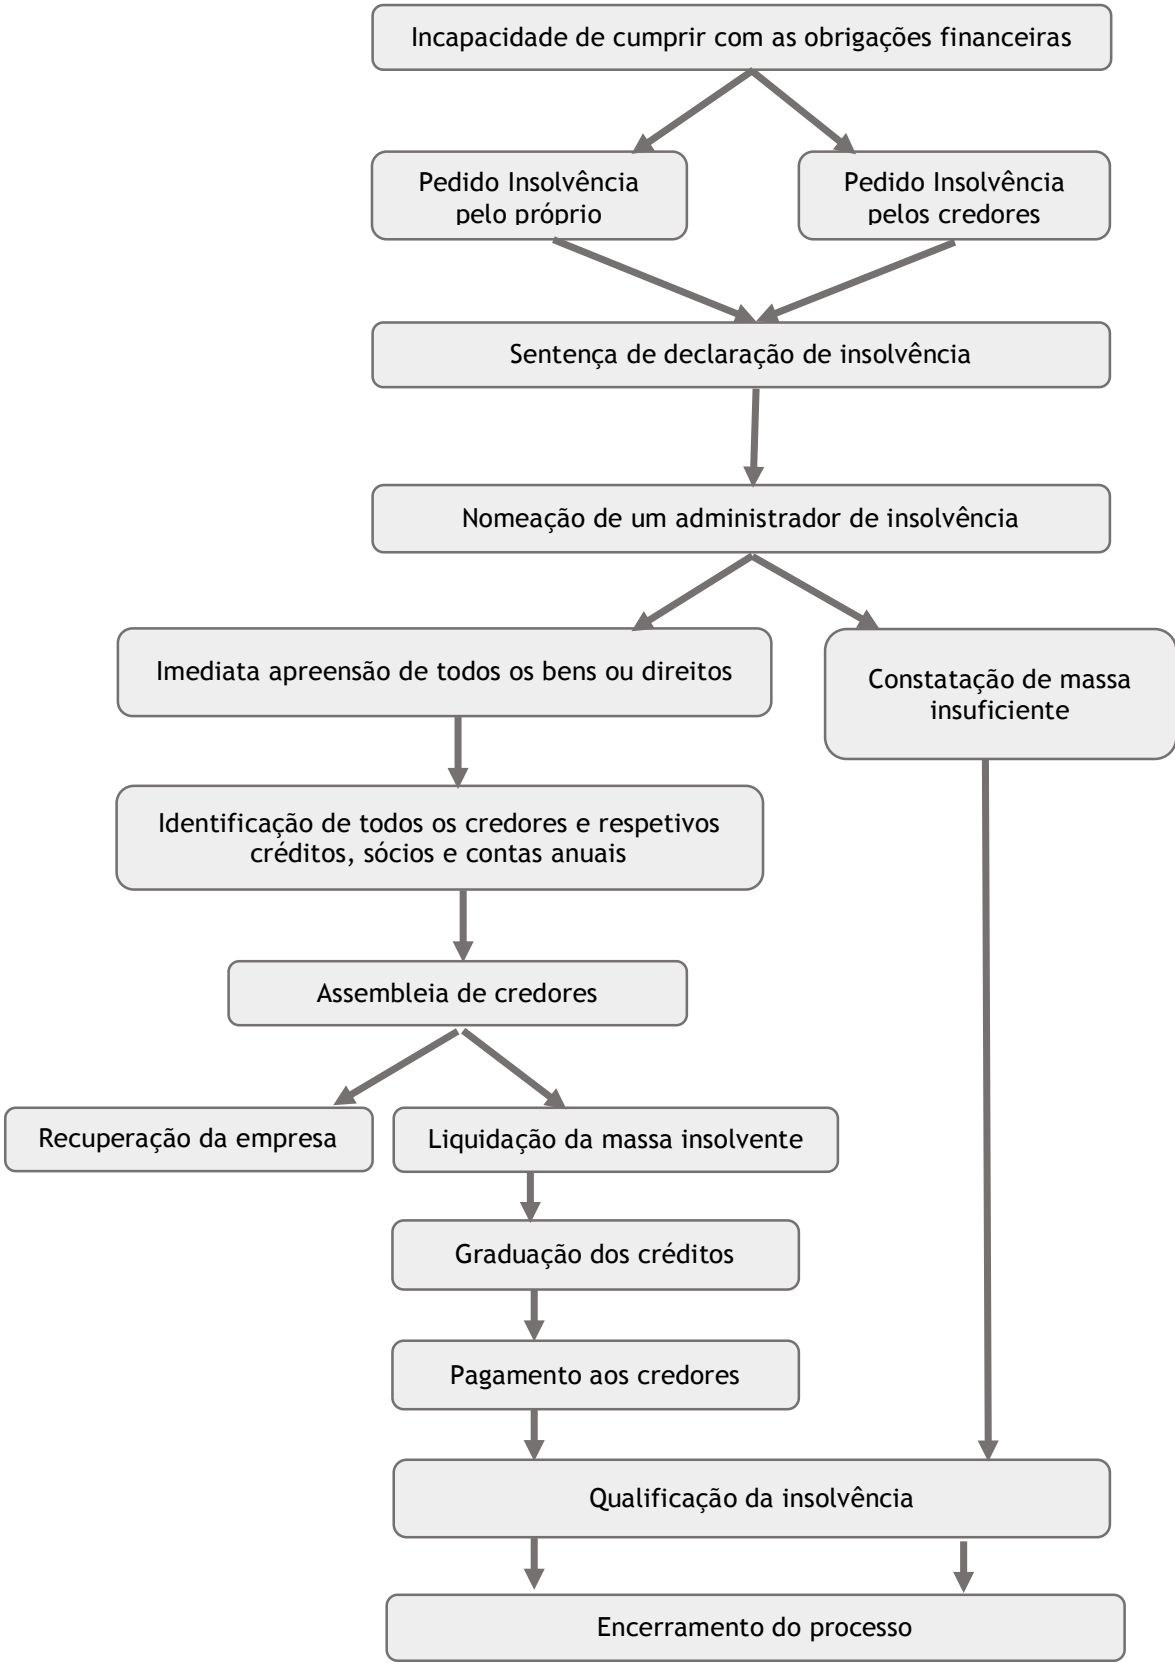 Incapacidade de cumprir com as obrigações financeiras
Pedido Insolvência
pelo próprio
Pedido Insolvência
pelos credores
Sentença de declaração de insolvência
Nomeação de um administrador de insolvência
Imediata apreensão de todos os bens ou direitos
Constatação de massa
insuficiente
Identificação de todos os credores e respetivos
créditos, sócios e contas anuais
Assembleia de credores
Recuperação da empresa
Liquidação da massa insolvente
Graduação dos créditos
Pagamento aos credores
Qualificação da insolvência
Encerramento do processo